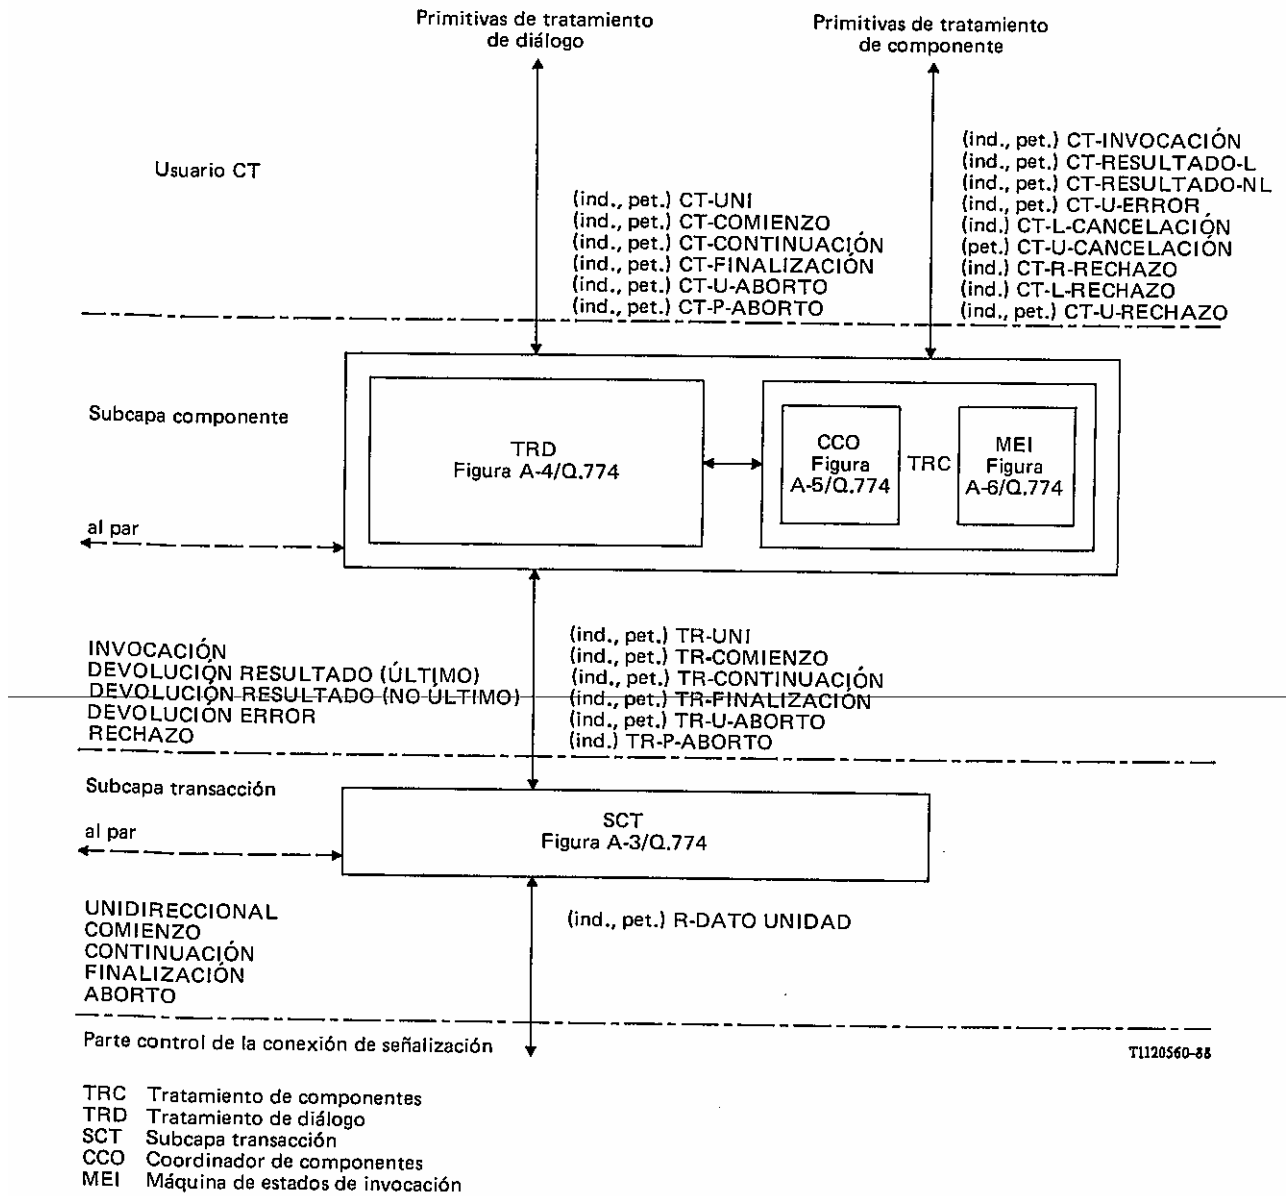 Primitivas de tratamiento
de diálogo
Primitivas de tratamiento
de componente
Usuario CT
(ind., pet.) CT-UNI
(ind., pet.) CT-COMIENZO
(ind., pet.) CT-CONTINUACIÓN
(ind., pet.) CT-FINALIZACIÓN
(ind., pet.) CT-U-ABORTO
(ind., pet.) CT-P-ABORTO
(ind., pet.) CT-INVOCACIÓN
(ind., pet.) CT-RESULTADO-L
(ind., pet.) CT-RESULTADO-NL
(ind., pet.) CT-U-ERROR
(ind.) CT-L-CANCELACIÓN
(pet.) CT-U-CANCELACIÓN
(ind.) CT-R-RECHAZO
(ind.) CT-L-RECHAZO
(ind., pet.) CT-U-RECHAZO
Subcapa componente
TRD
Figura A-4/Q.774
CCO
Figura
A-5/Q.774
TRC
MEI
Figura
A-6/Q.774
al par
INVOCACIÓN
DEVOLUCIÓN RESULTADO (ÚLTIMO)
DEVOLUCIÓN RESULTADO (NO ÚLTIMO)
DEVOLUCIÓN ERROR
RECHAZO
(ind., pet.) TR-UNI
(ind., pet.) TR-COMIENZO
(ind., pet.) TR-CONTINUACIÓN
(ind., pet.) TR-FINALIZACIÓN
(ind., pet.) TR-U-ABORTO
(ind.) TR-P-ABORTO
Subcapa transacción
SCT
Figura A-3/Q.774
al par
UNIDIRECCIONAL
COMIENZO
CONTINUACIÓN
FINALIZACIÓN
ABORTO
(ind., pet.) R-DATO UNIDAD
Parte control de la conexión de señalización
T1120560-88
TRC Tratamiento de componentes
TRD Tratamiento de diálogo
SCT Subcapa transacción
CCO Coordinador de componentes
MEI Máquina de estados de invocación